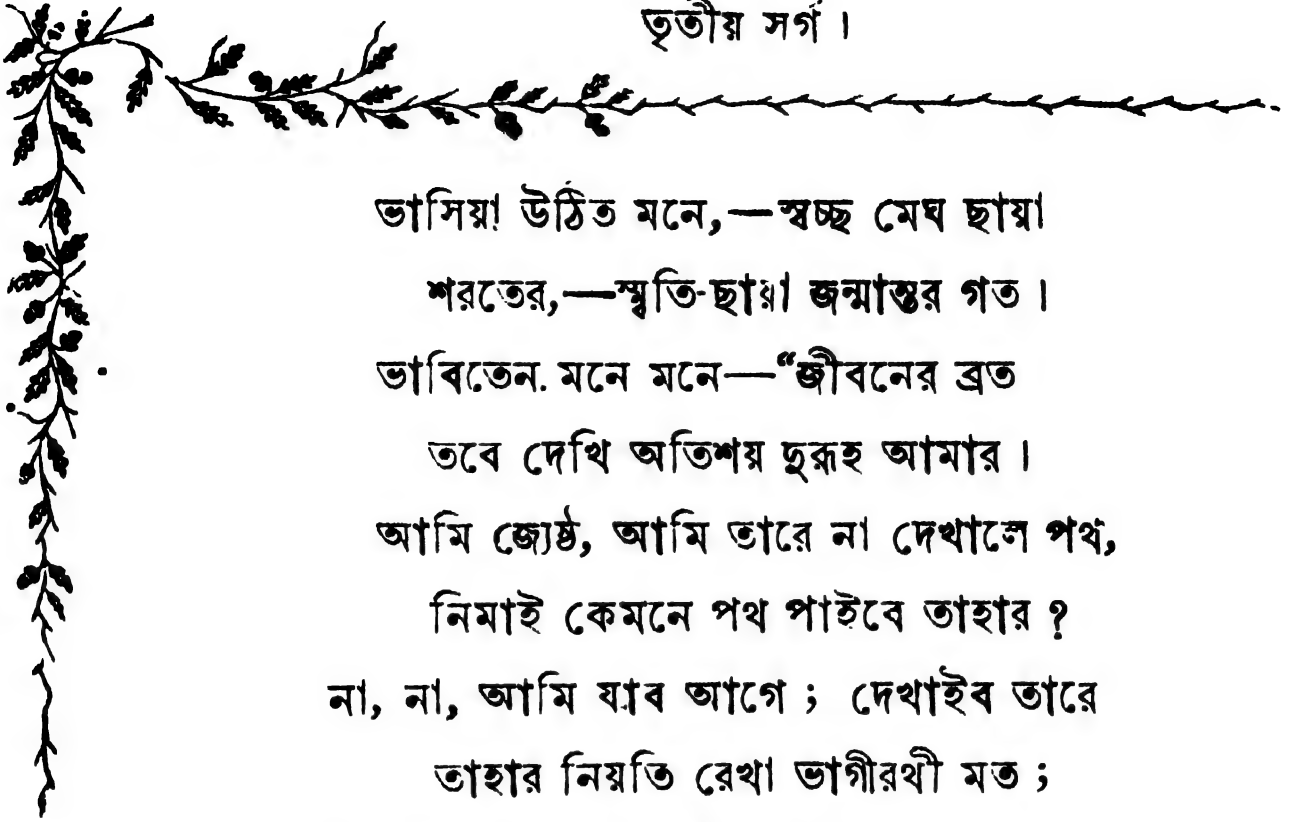 তৃতীয় সর্গ ।
ভাসিয়া উঠিত মনে,—স্বচ্ছ মেঘ ছায়া
শরতের,—স্মৃতি-ছায়া জন্মান্তর গত ।
ভাবিতেন মনে মনে—“জীবনের ব্রত
তবে দেখি অতিশয় দুরূহ আমার ।
আমি জ্যেষ্ঠ, আমি তারে না দেখালে পথ,
নিমাই কেমনে পথ পাইবে তাহার ?
না, না, আমি যাব আগে ; দেখাইব তারে
তাহার নিয়তি রেখা ভাগীরথী মত ;